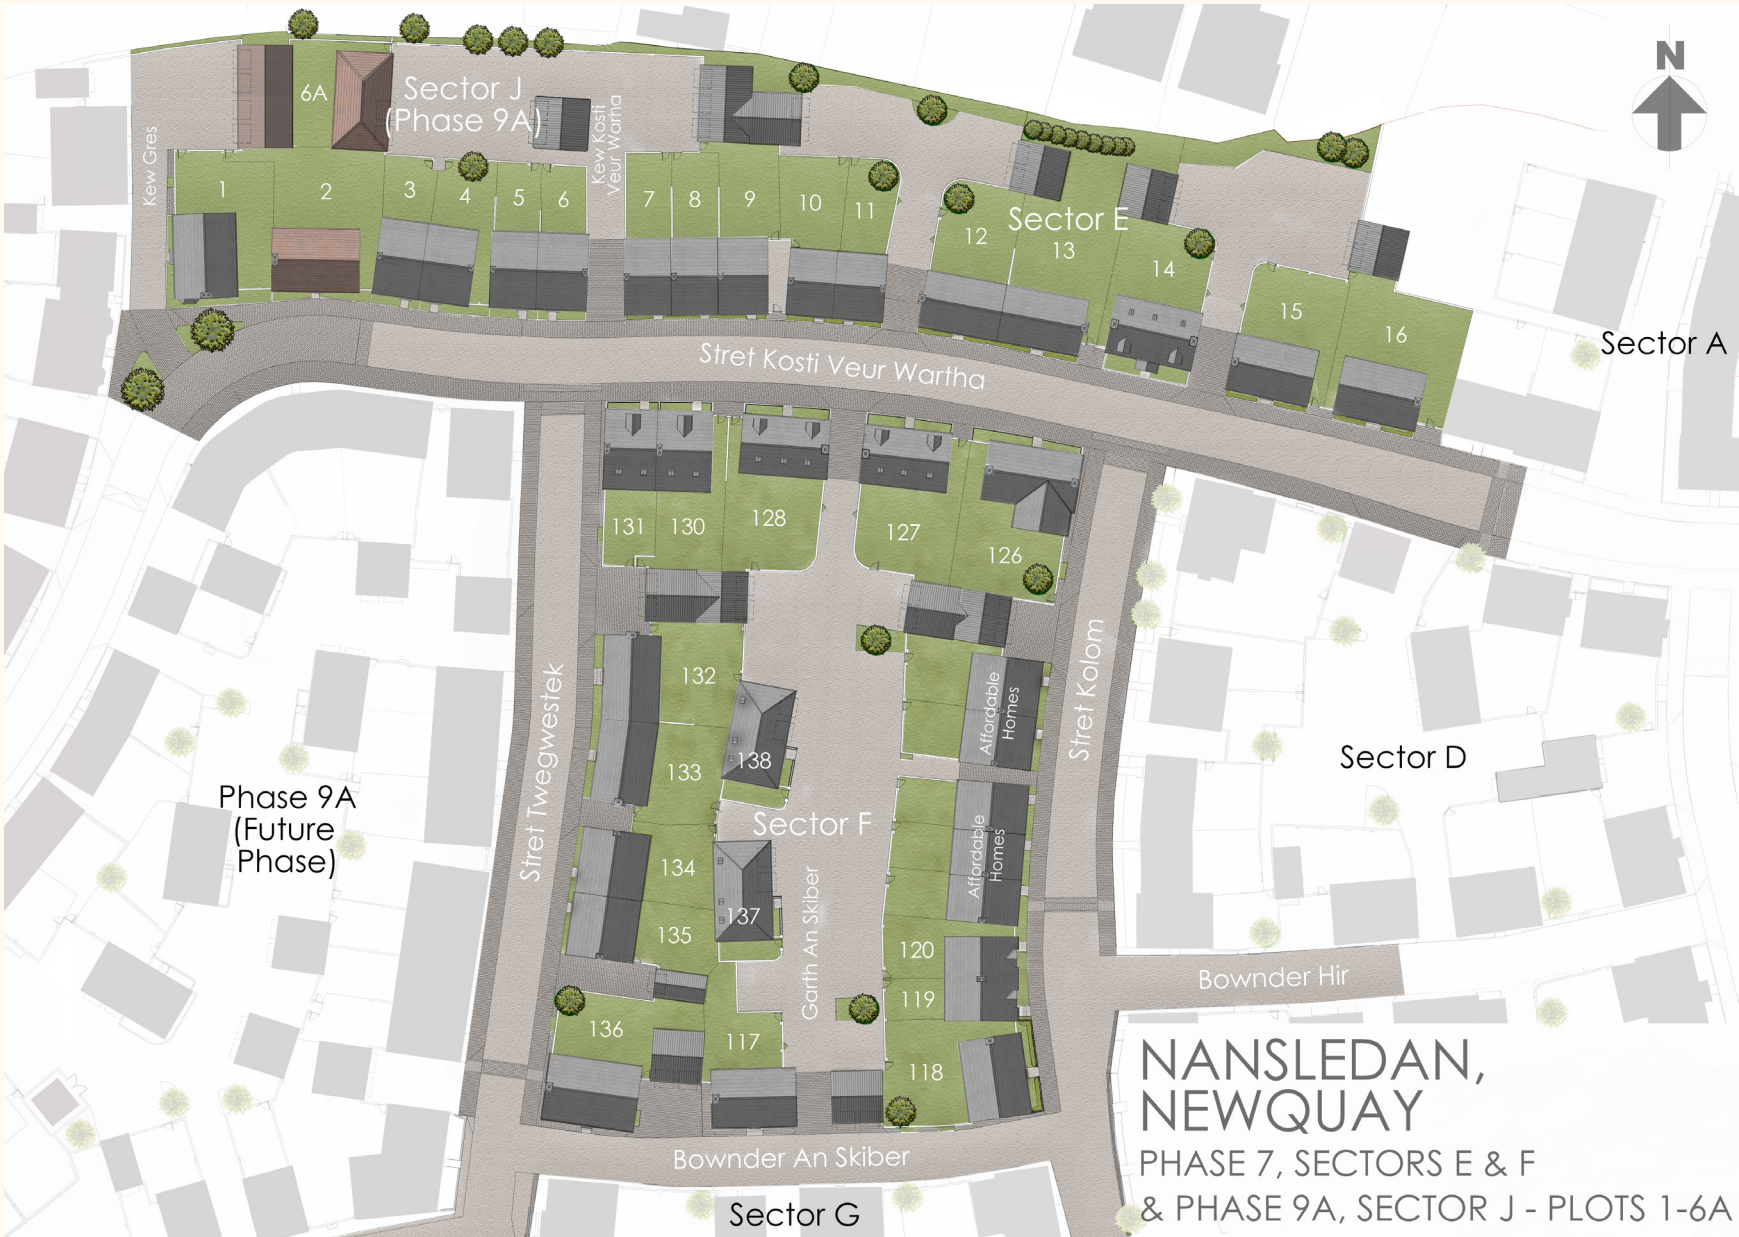 N
6A
Sector J
(Phase 9A)
Kew Gres
Kew Kosti
Veur Warha
1
2
3
4
5
6
7
8
9
10
11
12
Sector E
13
14
15
16
Sector A
Stret Kosti Veur Wartha
131
130
128
127
126
132
138
133
134
137
135
136
117
Sector F
Garth An Skiber
Stret Twegwestek
Stret Kolom
Affordable
Homes
Affordable
Homes
120
119
118
Phase 9A
(Future
Phase)
Sector D
Bownder Hir
Bownder An Skiber
Sector G
NANSLEDAN,
NEWQUAY
PHASE 7, SECTORS E & F
& PHASE 9A, SECTOR J - PLOTS 1-6A